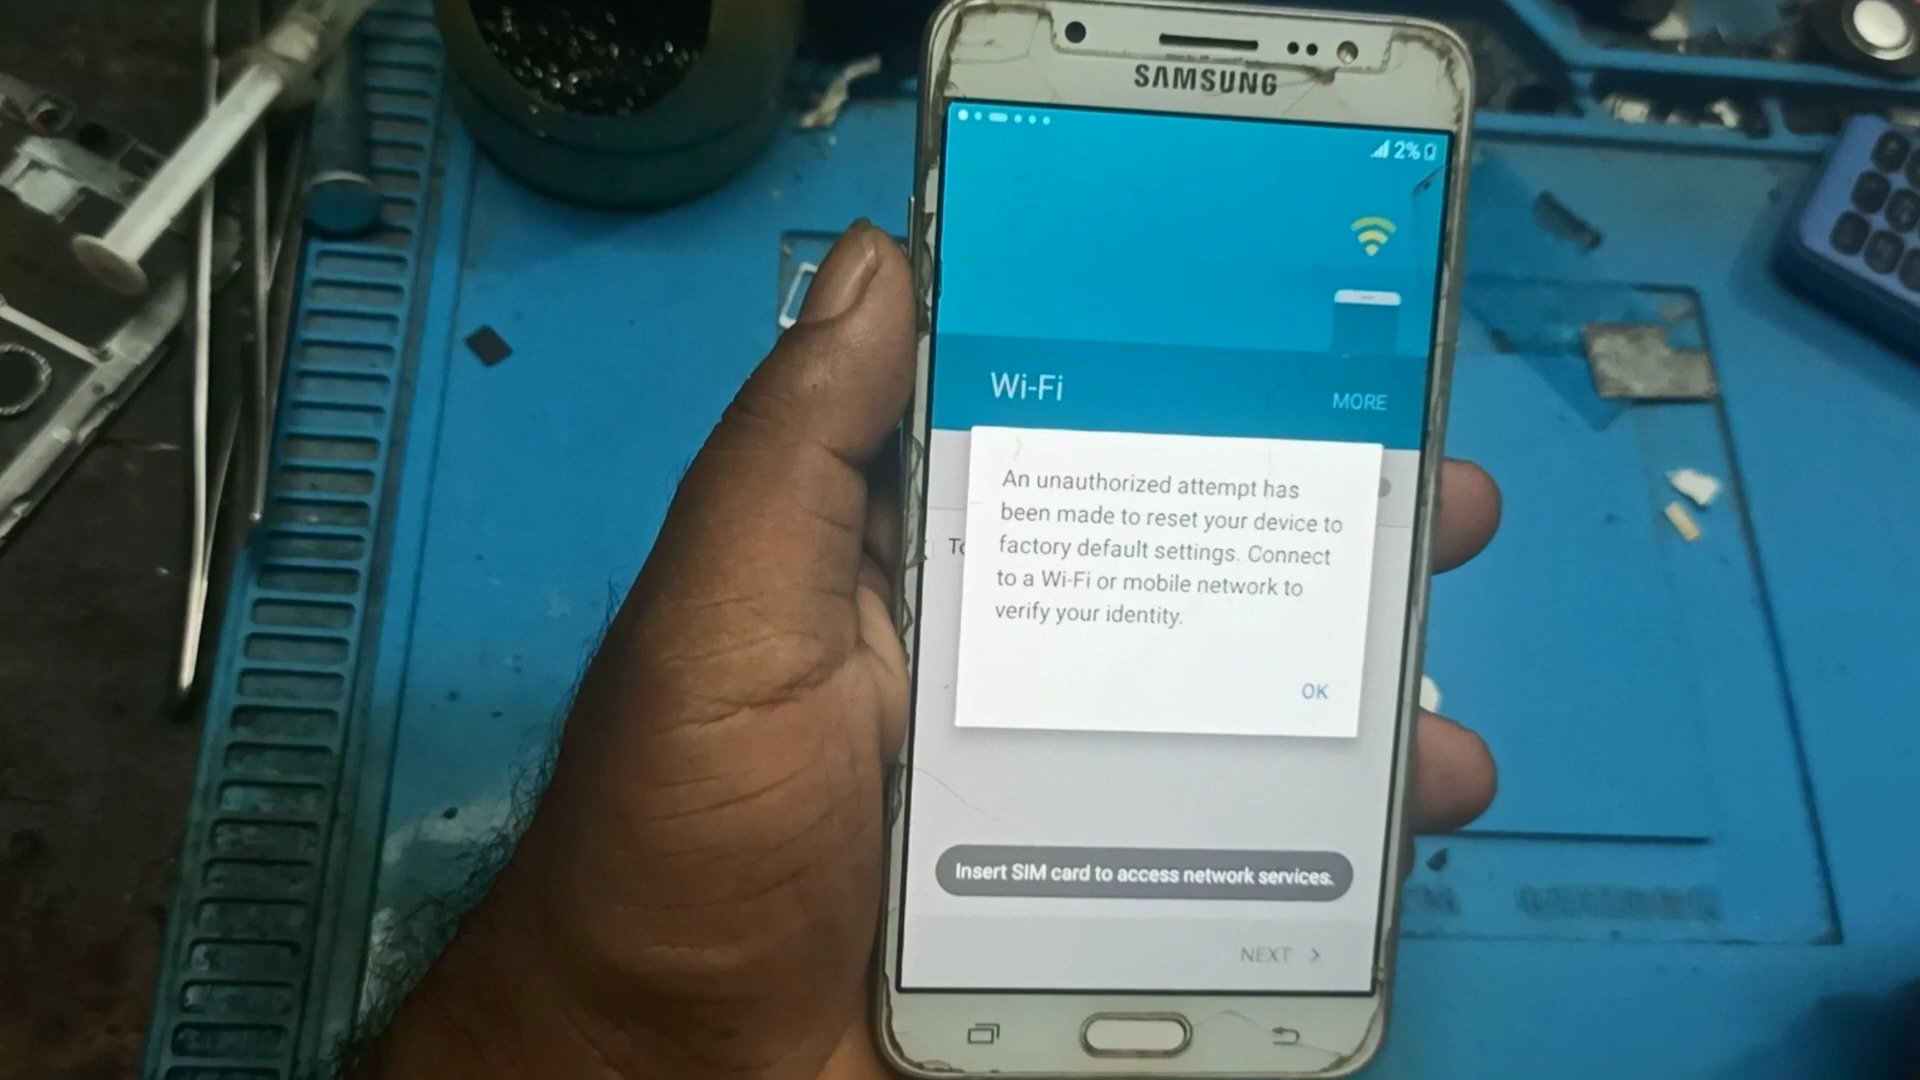 SAMSUNG
2%
Wi-Fi
MORE
An unauthorized attempt has
been made to reset your device to
factory default settings. Connect
to a Wi-Fi or mobile network to
verify your identity.
OK
Insert SIM card to access network services.
NEXT >